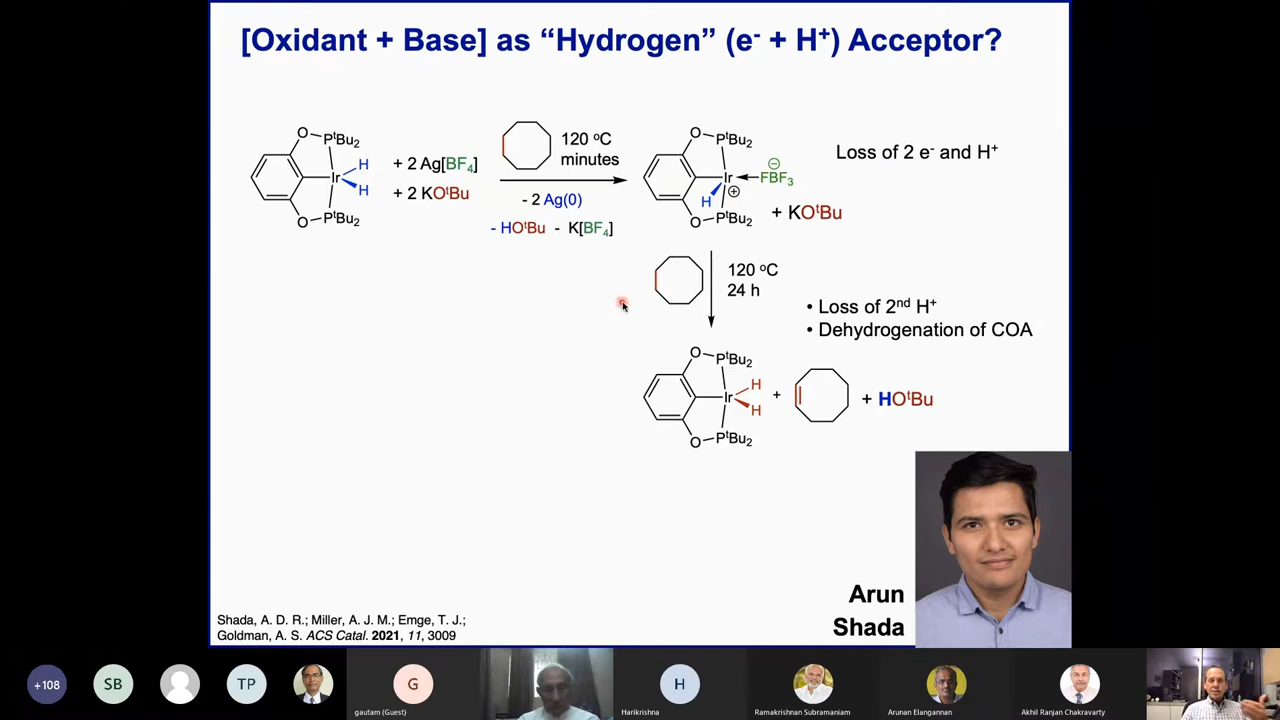 [Oxidant + Base] as “Hydrogen” (e⁻ + H⁺) Acceptor?
O
PᵗBu₂
Ir
H
H
O
PᵗBu₂
+ 2 Ag[BF₄]
+ 2 KOᵗBu
120 ºC
minutes
- 2 Ag(0)
- HOᵗBu - K[BF₄]
O
PᵗBu₂
Ir
H
⊕
⊖
FBF₃
O
PᵗBu₂
+ KOᵗBu
Loss of 2 e⁻ and H⁺
120 ºC
24 h
• Loss of 2ⁿᵈ H⁺
• Dehydrogenation of COA
O
PᵗBu₂
Ir
H
H
O
PᵗBu₂
+
+ HOᵗBu
Arun
Shada
Shada, A. D. R.; Miller, A. J. M.; Emge, T. J.;
Goldman, A. S. ACS Catal. 2021, 11, 3009
+108
SB
TP
G
gautam (Guest)
H
Harikrishna
Ramakrishnan Subramaniam
Arunan Elangannan
Akhil Ranjan Chakravarty